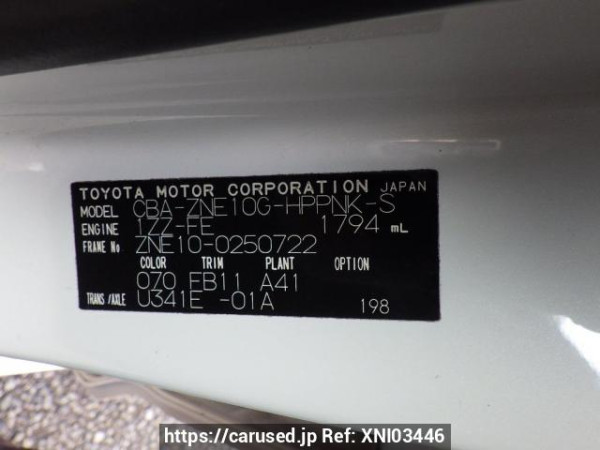 TOYOTA MOTOR CORPORATION JAPAN
MODEL CBA-ZNE10G-HPPNK-S
ENGINE 1ZZ-FE 1794 mL
FRAME No ZNE10-0250722
COLOR TRIM PLANT OPTION
070 FB11 A41
TRANS/AXLE U341E -01A 198
https://carused.jp Ref: XNI03446